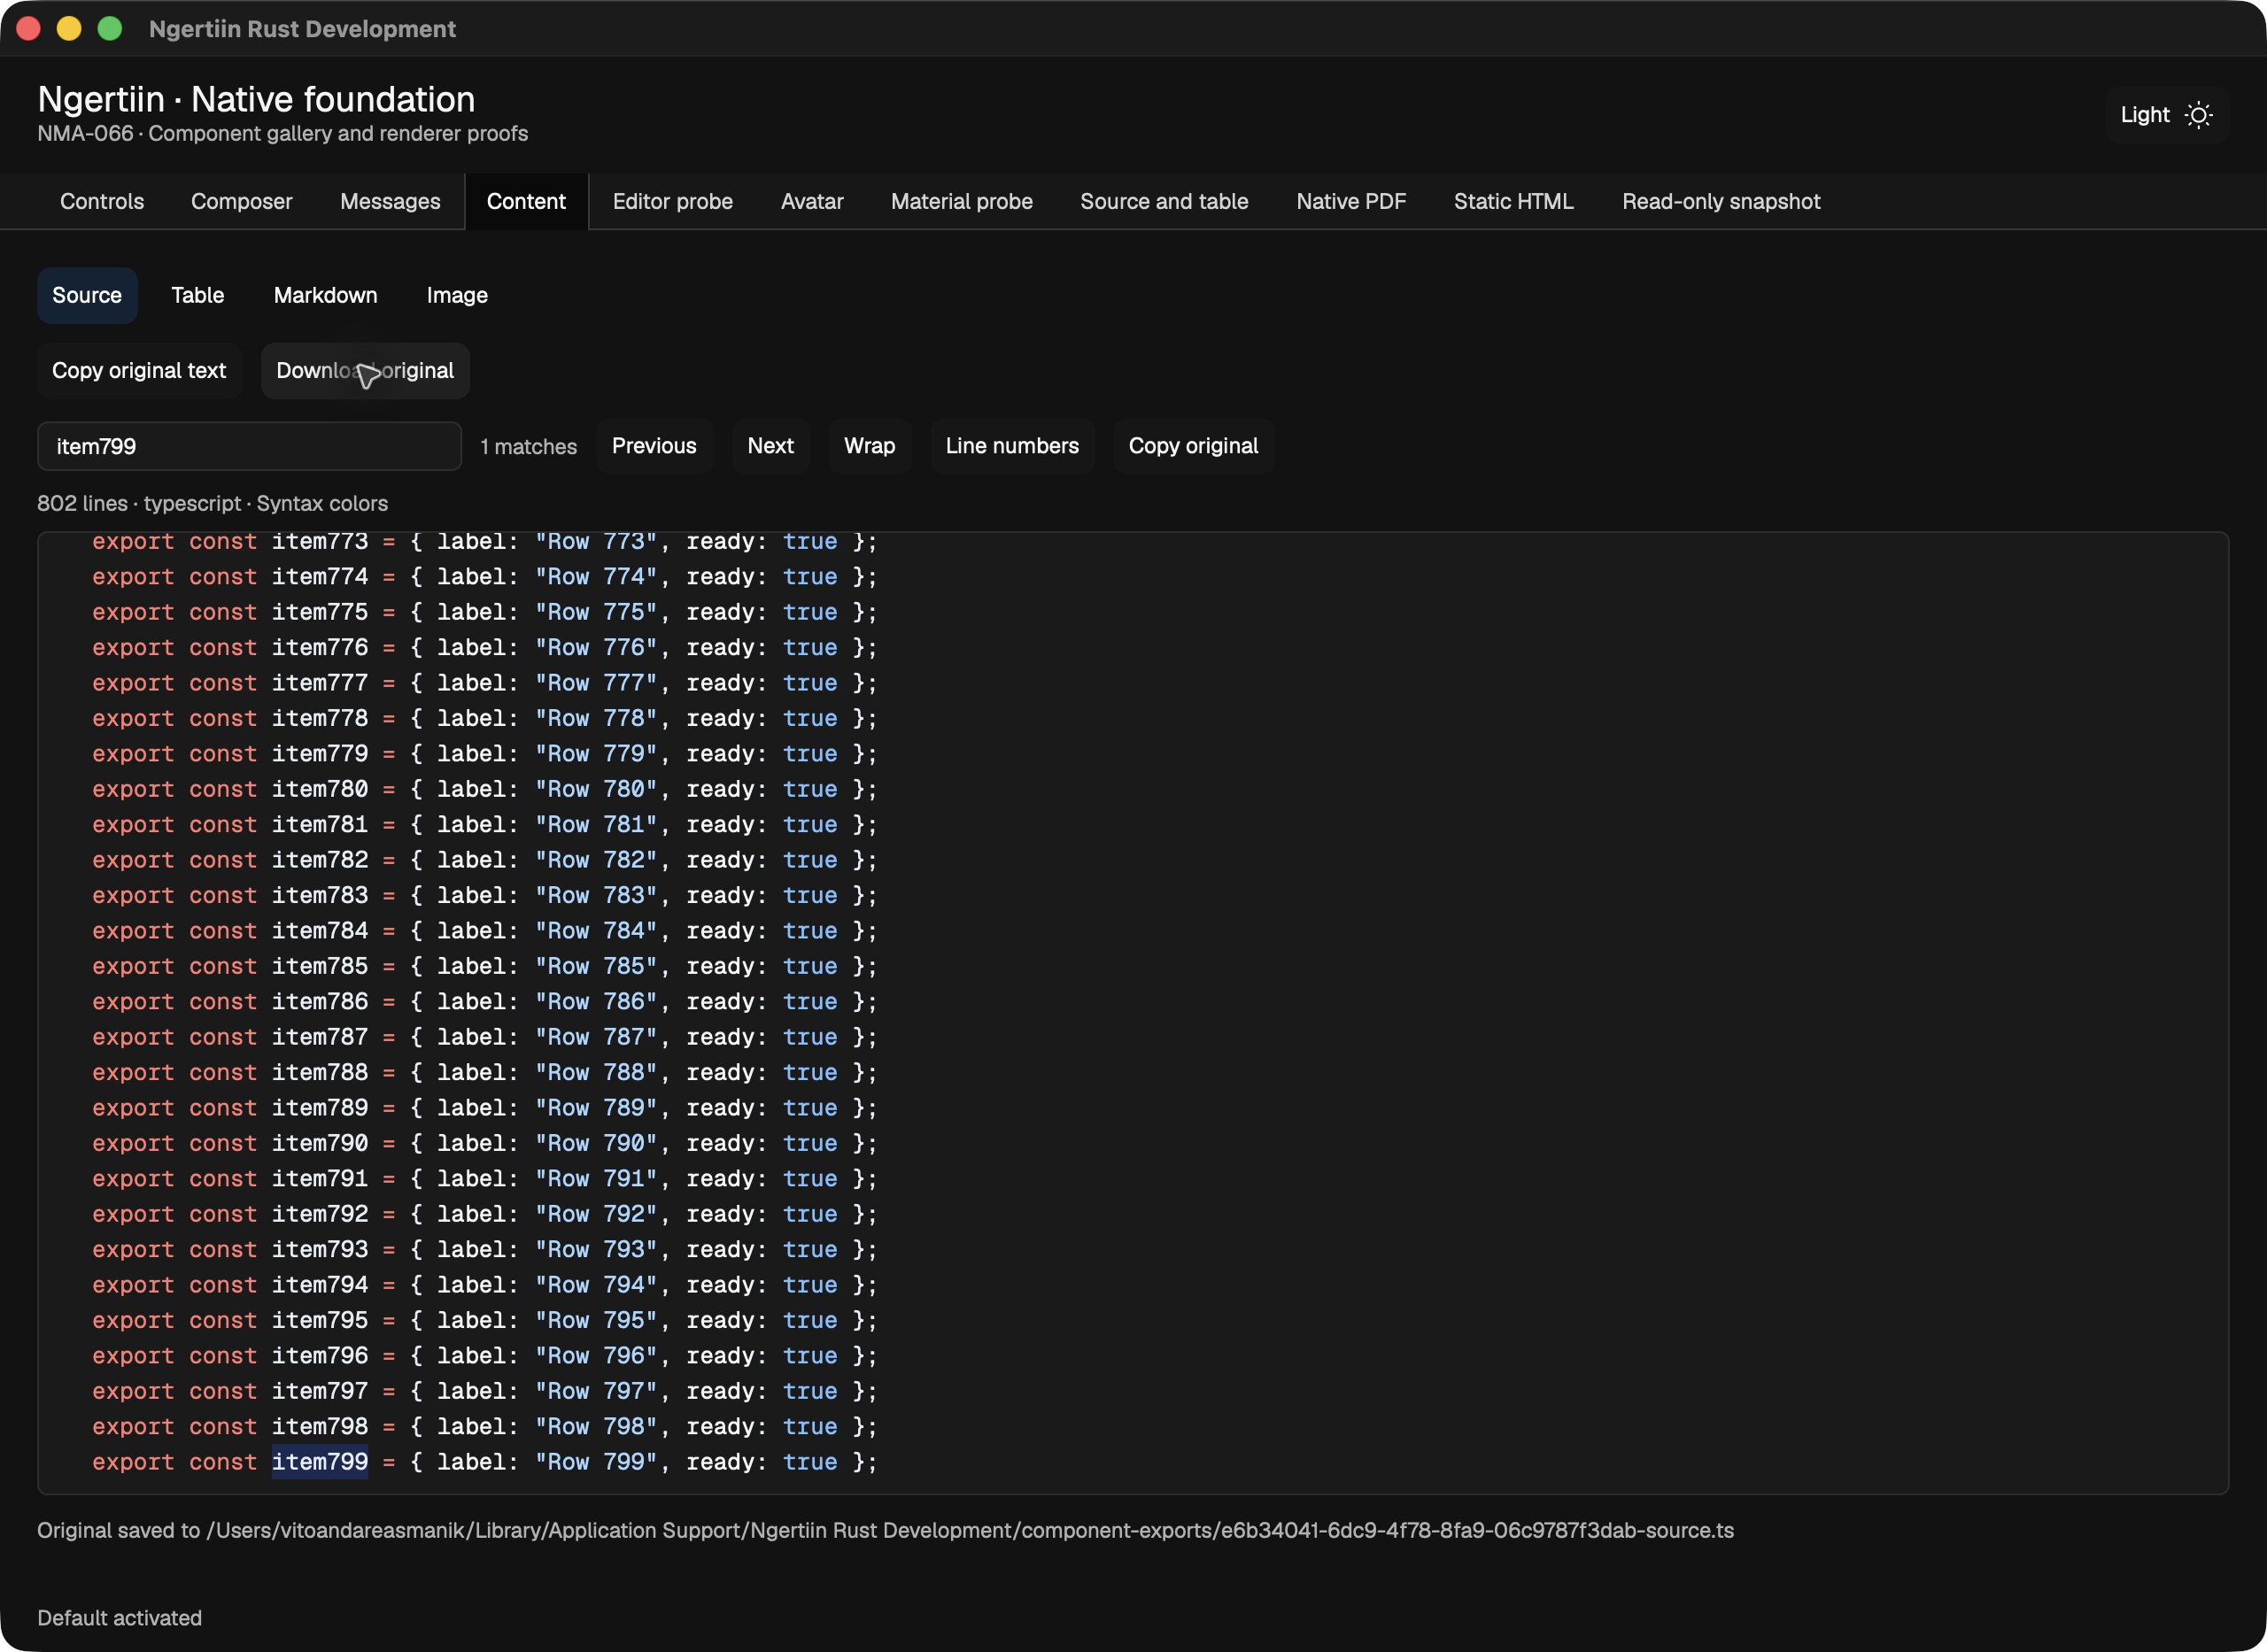 Ngertiin Rust Development
Ngertiin · Native foundation
NMA-066 · Component gallery and renderer proofs
Light
Controls Composer Messages Content Editor probe Avatar Material probe Source and table Native PDF Static HTML Read-only snapshot
Source Table Markdown Image
Copy original text Download original
item799 1 matches Previous Next Wrap Line numbers Copy original
802 lines · typescript · Syntax colors
export const item773 = { label: "Row 773", ready: true };
export const item774 = { label: "Row 774", ready: true };
export const item775 = { label: "Row 775", ready: true };
export const item776 = { label: "Row 776", ready: true };
export const item777 = { label: "Row 777", ready: true };
export const item778 = { label: "Row 778", ready: true };
export const item779 = { label: "Row 779", ready: true };
export const item780 = { label: "Row 780", ready: true };
export const item781 = { label: "Row 781", ready: true };
export const item782 = { label: "Row 782", ready: true };
export const item783 = { label: "Row 783", ready: true };
export const item784 = { label: "Row 784", ready: true };
export const item785 = { label: "Row 785", ready: true };
export const item786 = { label: "Row 786", ready: true };
export const item787 = { label: "Row 787", ready: true };
export const item788 = { label: "Row 788", ready: true };
export const item789 = { label: "Row 789", ready: true };
export const item790 = { label: "Row 790", ready: true };
export const item791 = { label: "Row 791", ready: true };
export const item792 = { label: "Row 792", ready: true };
export const item793 = { label: "Row 793", ready: true };
export const item794 = { label: "Row 794", ready: true };
export const item795 = { label: "Row 795", ready: true };
export const item796 = { label: "Row 796", ready: true };
export const item797 = { label: "Row 797", ready: true };
export const item798 = { label: "Row 798", ready: true };
export const item799 = { label: "Row 799", ready: true };
Original saved to /Users/vitoandareasmanik/Library/Application Support/Ngertiin Rust Development/component-exports/e6b34041-6dc9-4f78-8fa9-06c9787f3dab-source.ts
Default activated